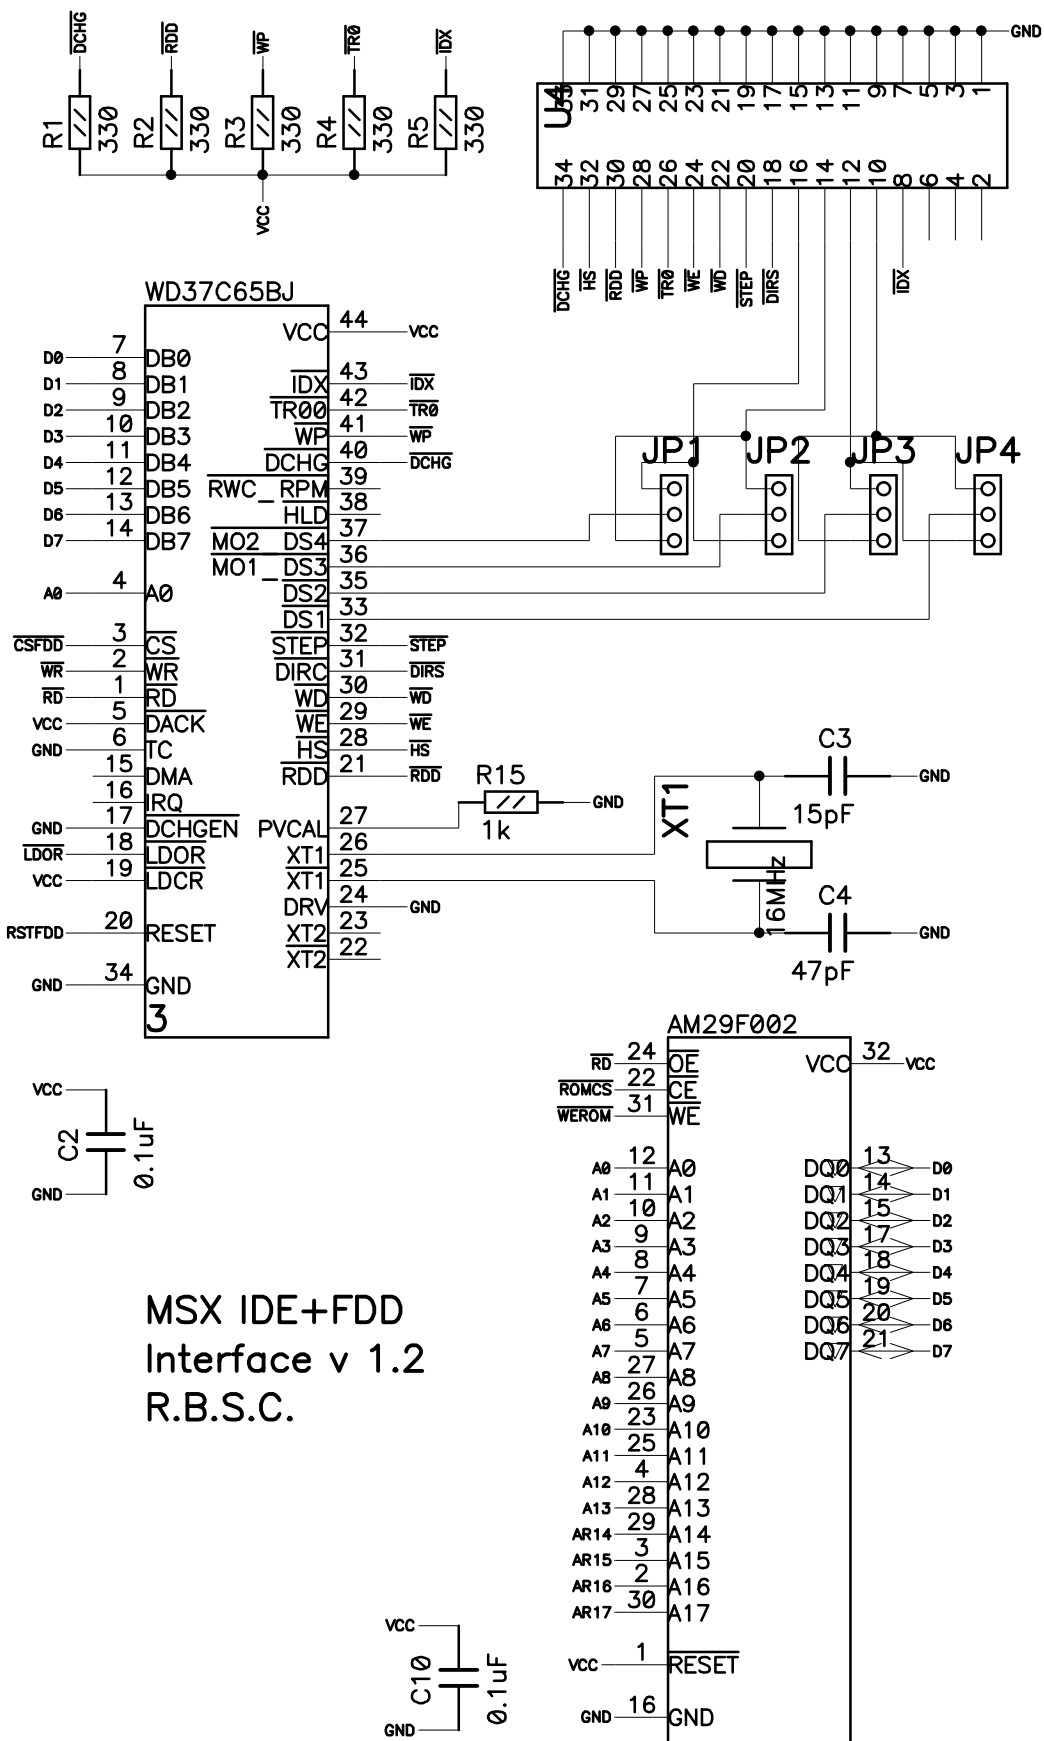 DCHG RDD WP TR0 IDX
R1 330 R2 330 R3 330 R4 330 R5 330
VCC
GND
U4
33 31 29 27 25 23 21 19 17 15 13 11 9 7 5 3 1
34 32 30 28 26 24 22 20 18 16 14 12 10 8 6 4 2
DCHG HS RDD WP TR0 WE WD STEP DIRS IDX
WD37C65BJ
VCC 44 VCC
D0 7 DB0
D1 8 DB1 IDX 43 IDX
D2 9 DB2 TR00 42 TR0
D3 10 DB3 WP 41 WP
D4 11 DB4 DCHG 40 DCHG
D5 12 DB5 RWC_RPM 39
D6 13 DB6 HLD 38
D7 14 DB7 MO2_DS4 37
MO1_DS3 36
A0 4 A0 DS2 35
DS1 33
CSFDD 3 CS STEP 32 STEP
WR 2 WR DIRC 31 DIRS
RD 1 RD WD 30 WD
VCC 5 DACK WE 29 WE
GND 6 TC HS 28 HS
15 DMA RDD 21 RDD
16 IRQ
GND 17 DCHGEN PVCAL 27
LDOR 18 LDOR XT1 26
VCC 19 LDCR XT1 25
DRV 24 GND
RSTFDD 20 RESET XT2 23
XT2 22
GND 34 GND
3
JP1 JP2 JP3 JP4
R15
1k
GND
XT1
16MHz
C3
15pF
GND
C4
47pF
GND
VCC
C2 0.1uF
GND
AM29F002
RD 24 OE VCC 32 VCC
ROMCS 22 CE
WEROM 31 WE
A0 12 A0 DQ0 13 D0
A1 11 A1 DQ1 14 D1
A2 10 A2 DQ2 15 D2
A3 9 A3 DQ3 17 D3
A4 8 A4 DQ4 18 D4
A5 7 A5 DQ5 19 D5
A6 6 A6 DQ6 20 D6
A7 5 A7 DQ7 21 D7
A8 27 A8
A9 26 A9
A10 23 A10
A11 25 A11
A12 4 A12
A13 28 A13
AR14 29 A14
AR15 3 A15
AR16 2 A16
AR17 30 A17
VCC 1 RESET
GND 16 GND
MSX IDE+FDD
Interface v 1.2
R.B.S.C.
VCC
C10 0.1uF
GND